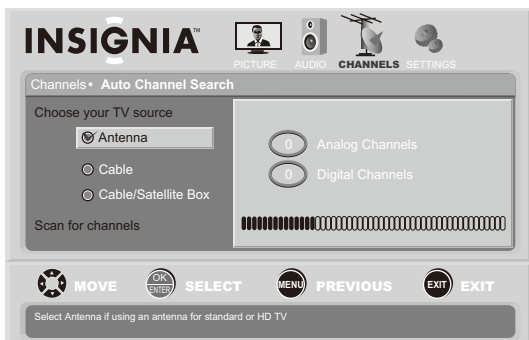 INSIGNIA™
PICTURE AUDIO CHANNELS SETTINGS
Channels • Auto Channel Search
Choose your TV source
Antenna
0 Analog Channels
Cable
0 Digital Channels
Cable/Satellite Box
Scan for channels
MOVE OK ENTER SELECT MENU PREVIOUS EXIT EXIT
Select Antenna if using an antenna for standard or HD TV